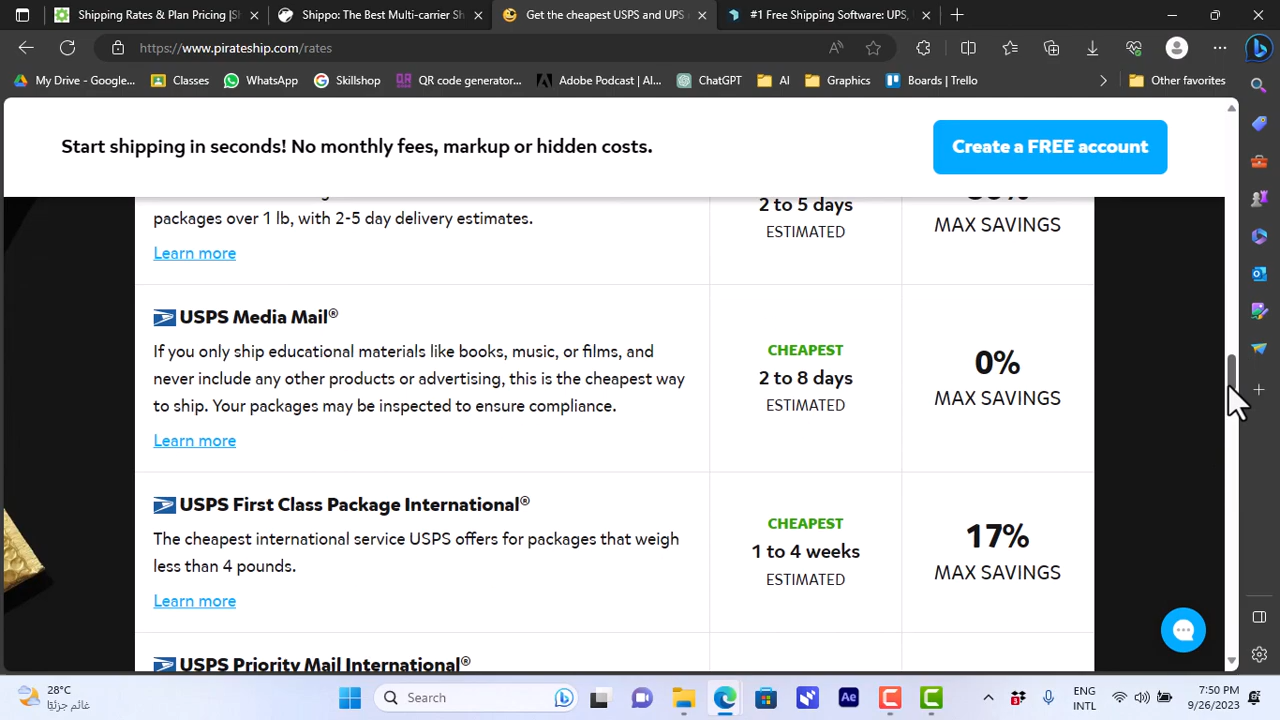 Shipping Rates & Plan Pricing |
Shippo: The Best Multi-carrier Sh
Get the cheapest USPS and UPS
#1 Free Shipping Software: UPS,
https://www.pirateship.com/rates
My Drive - Google...
Classes
WhatsApp
Skillshop
QR code generator...
Adobe Podcast | AI...
ChatGPT
AI
Graphics
Boards | Trello
Other favorites
Start shipping in seconds! No monthly fees, markup or hidden costs.
Create a FREE account
packages over 1 lb, with 2-5 day delivery estimates.
Learn more
2 to 5 days
ESTIMATED
MAX SAVINGS
USPS Media Mail®
If you only ship educational materials like books, music, or films, and
never include any other products or advertising, this is the cheapest way
to ship. Your packages may be inspected to ensure compliance.
Learn more
CHEAPEST
2 to 8 days
ESTIMATED
0%
MAX SAVINGS
USPS First Class Package International®
The cheapest international service USPS offers for packages that weigh
less than 4 pounds.
Learn more
CHEAPEST
1 to 4 weeks
ESTIMATED
17%
MAX SAVINGS
USPS Priority Mail International®
28°C
غائم جزئيًا
Search
ENG
INTL
7:50 PM
9/26/2023